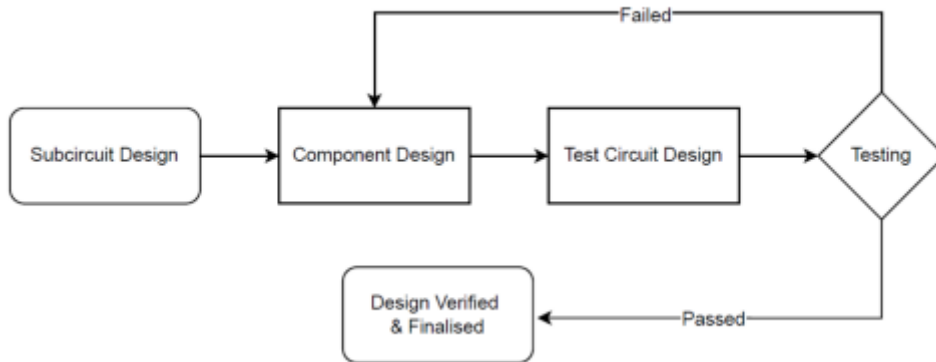 Failed
Subcircuit Design
Component Design
Test Circuit Design
Testing
Design Verified
& Finalised
Passed